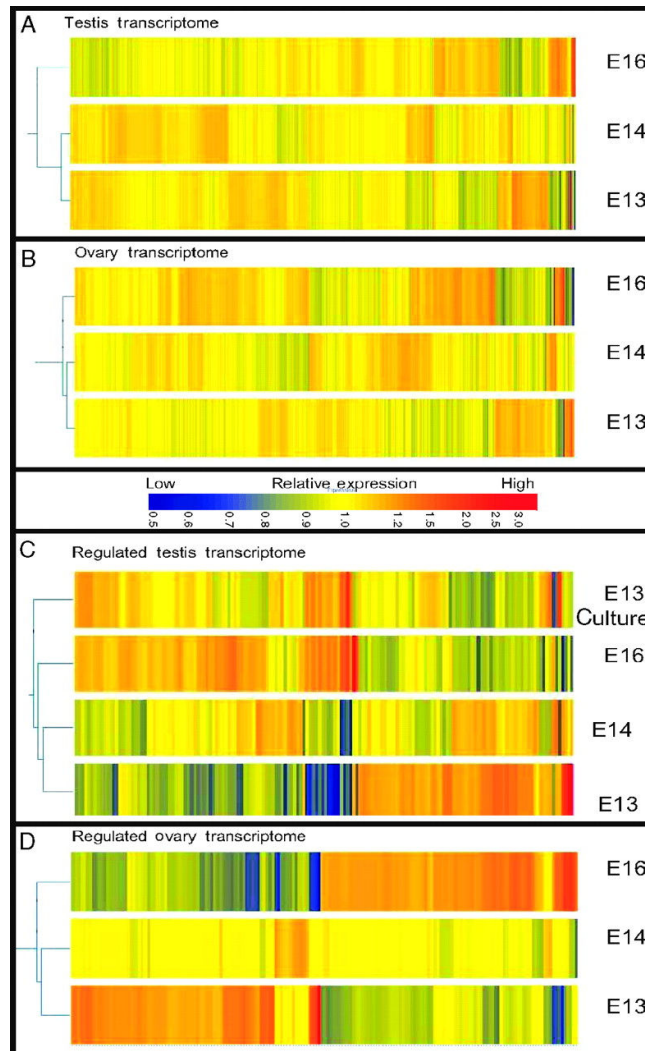 A Testis transcriptome
E16
E14
E13
B Ovary transcriptome
E16
E14
E13
Low Relative expression High
0.5 0.6 0.7 0.8 0.9 1.0 1.2 1.5 2.0 2.5 3.0
C Regulated testis transcriptome
E13
Culture
E16
E14
E13
D Regulated ovary transcriptome
E16
E14
E13